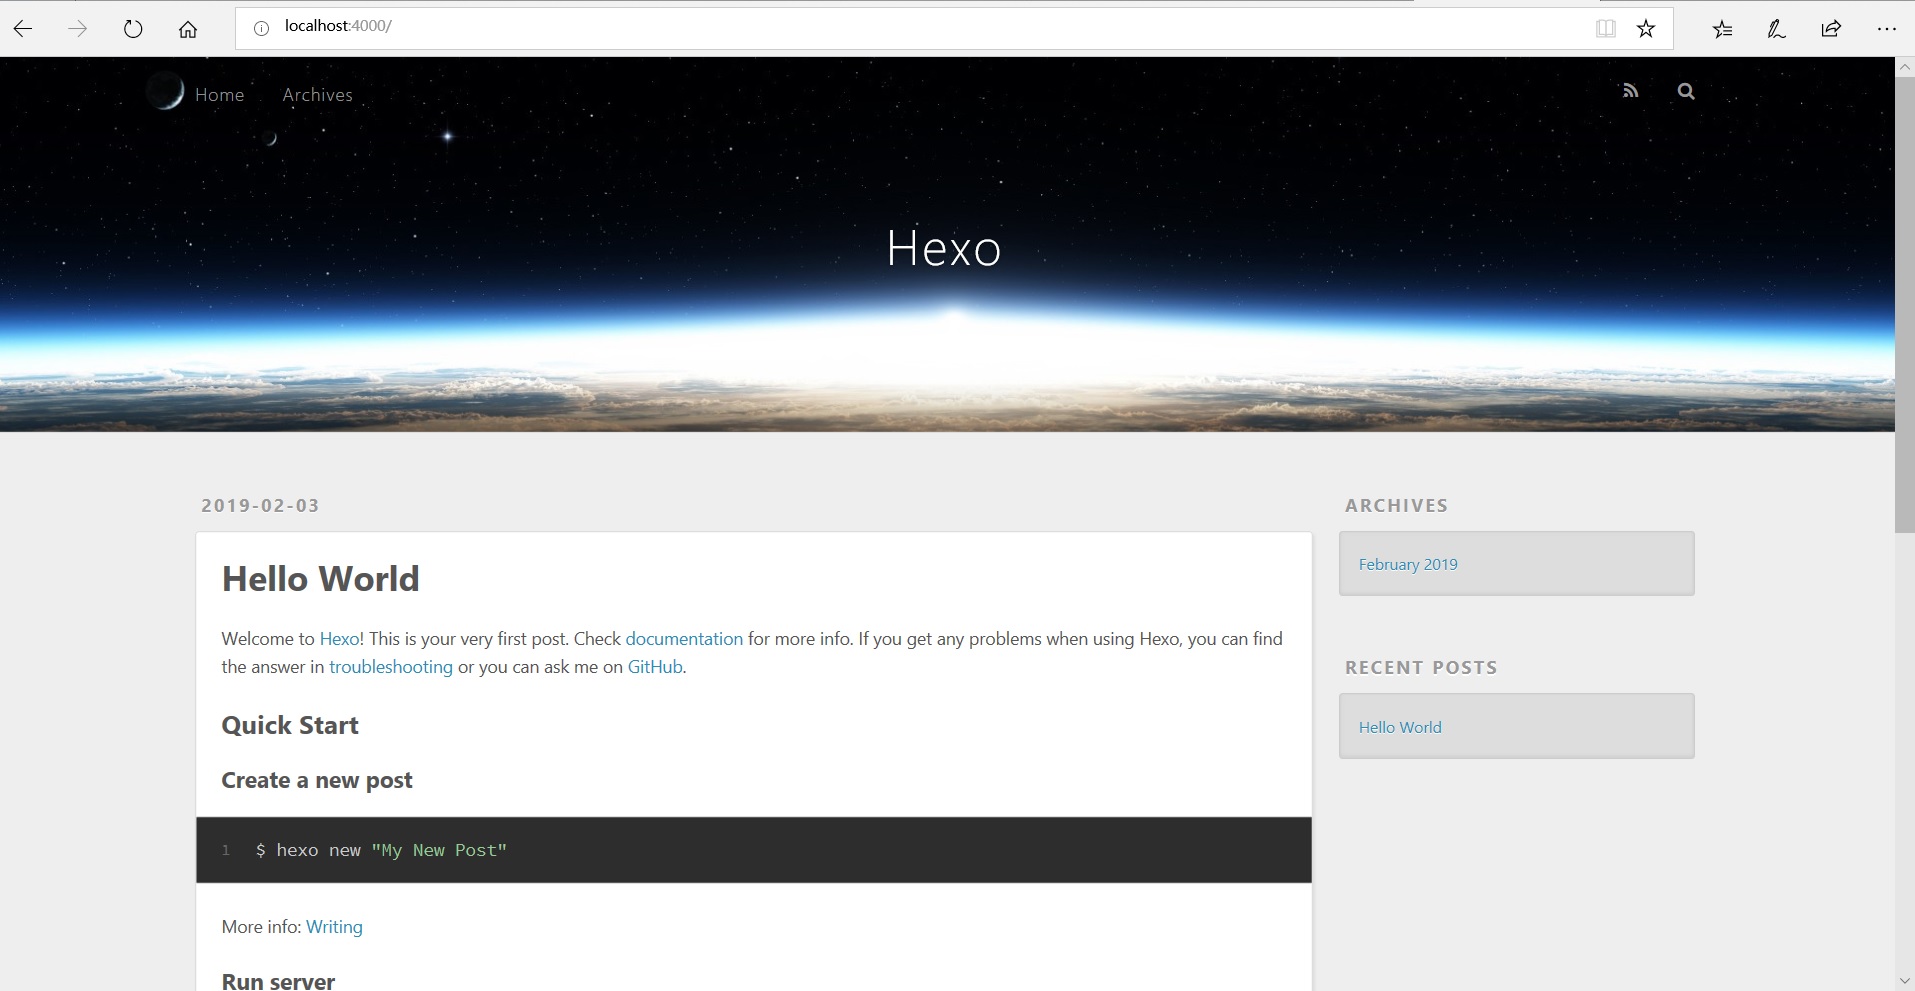 localhost:4000/
Home Archives
Hexo
2019-02-03
Hello World
Welcome to Hexo! This is your very first post. Check documentation for more info. If you get any problems when using Hexo, you can find
the answer in troubleshooting or you can ask me on GitHub.
Quick Start
Create a new post
1 $ hexo new "My New Post"
More info: Writing
Run server
ARCHIVES
February 2019
RECENT POSTS
Hello World